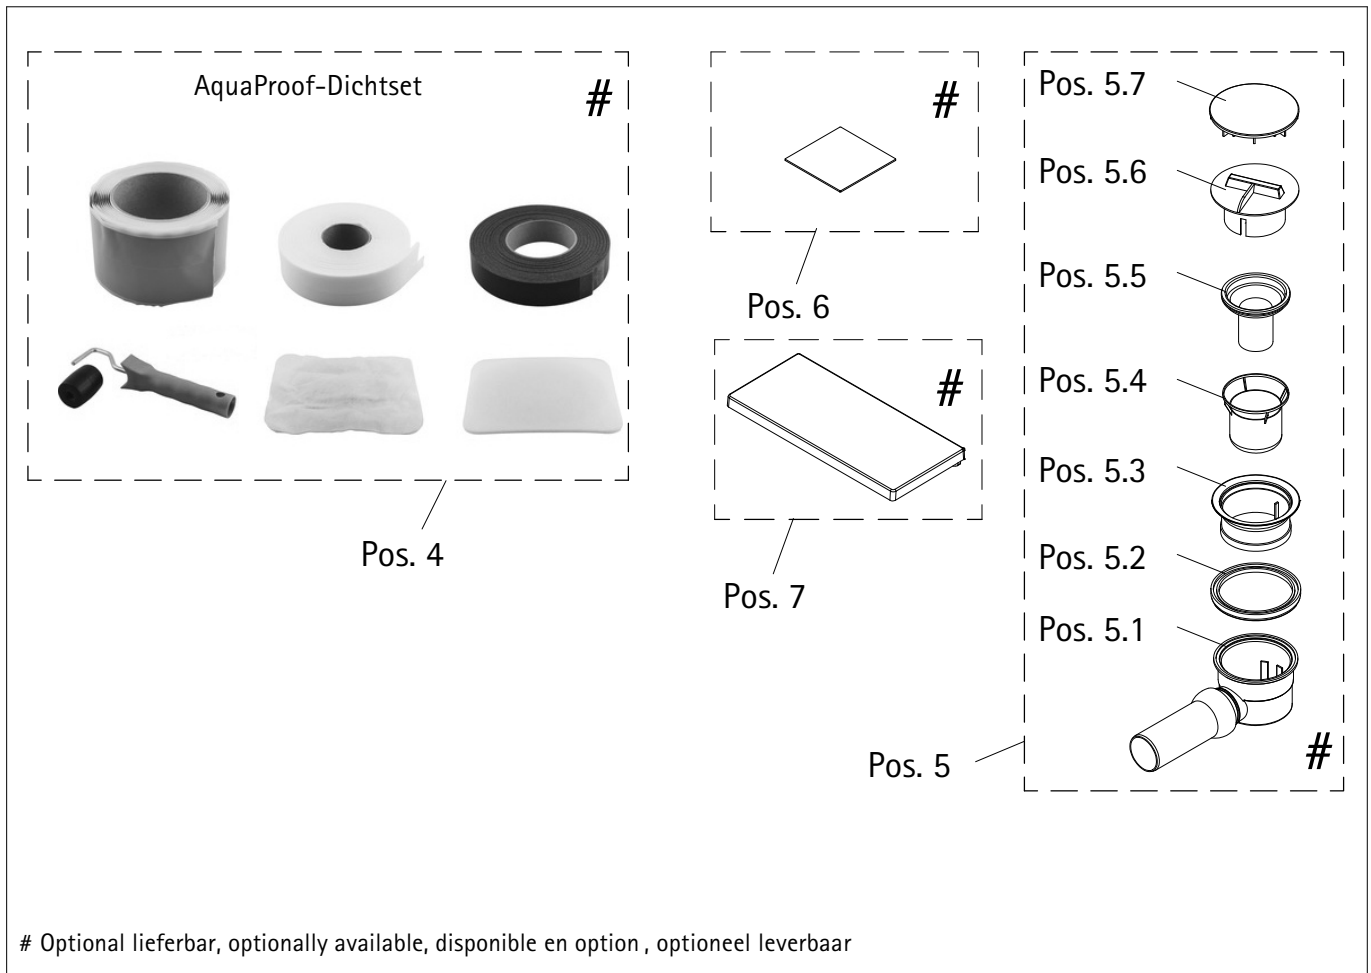 AquaProof-Dichtset
#
Pos. 4
#
Pos. 6
#
Pos. 7
Pos. 5.7
Pos. 5.6
Pos. 5.5
Pos. 5.4
Pos. 5.3
Pos. 5.2
Pos. 5.1
#
Pos. 5
# Optional lieferbar, optionally available, disponible en option , optioneel leverbaar